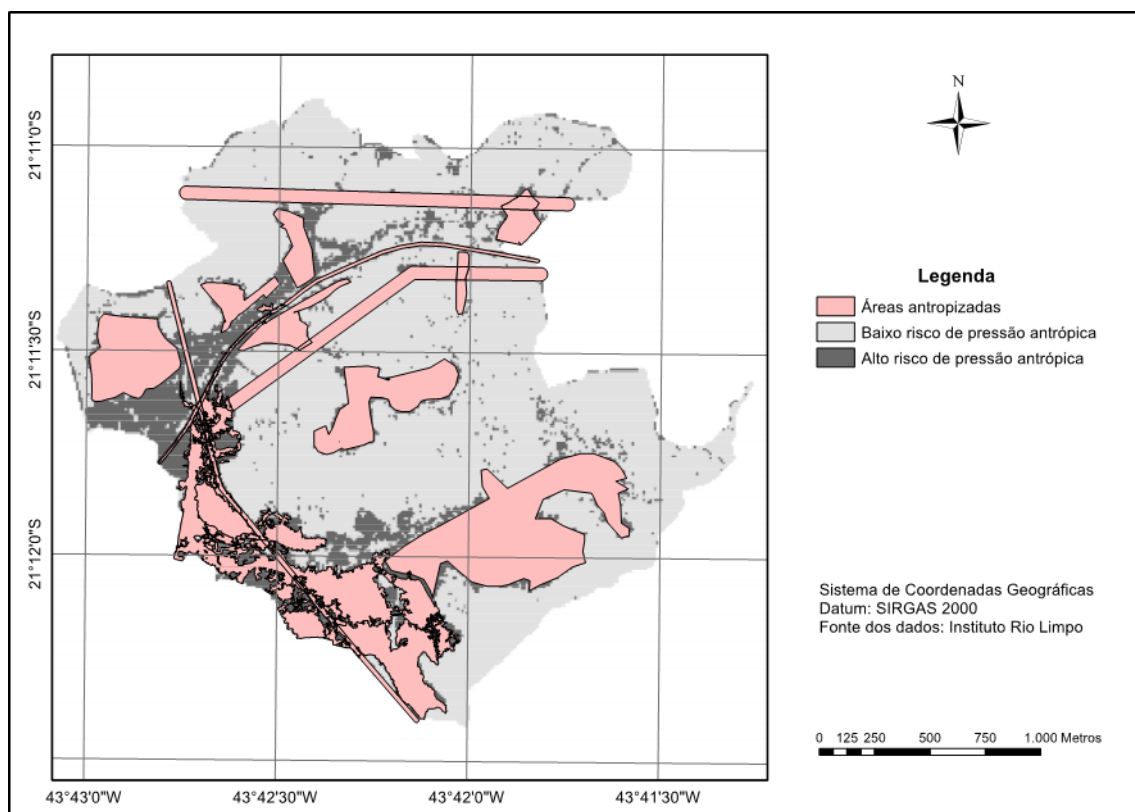 N
21°11'0"S
21°11'30"S
21°12'0"S
43°43'0"W
43°42'30"W
43°42'0"W
43°41'30"W
Legenda
Áreas antropizadas
Baixo risco de pressão antrópica
Alto risco de pressão antrópica
Sistema de Coordenadas Geográficas
Datum: SIRGAS 2000
Fonte dos dados: Instituto Rio Limpo
0 125 250 500 750 1.000 Metros